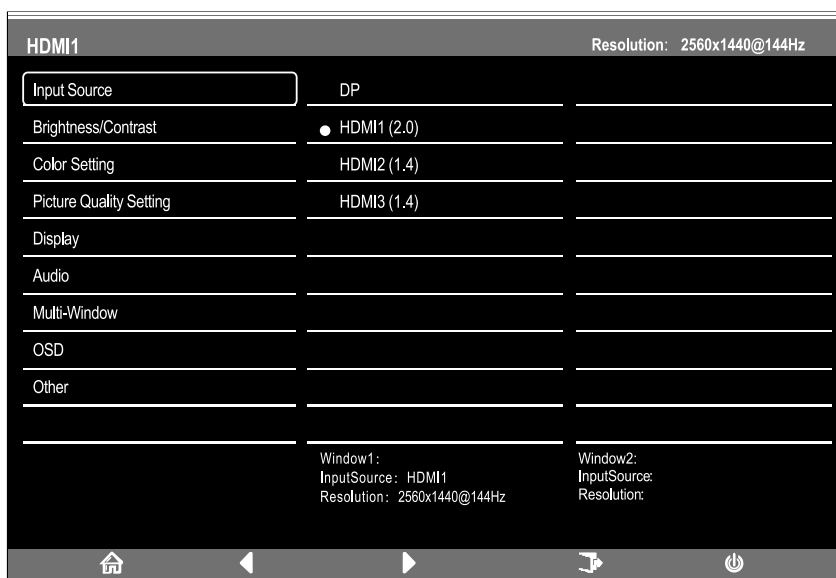 HDMI1 Resolution: 2560x1440@144Hz
Input Source DP
Brightness/Contrast HDMI1 (2.0)
Color Setting HDMI2 (1.4)
Picture Quality Setting HDMI3 (1.4)
Display
Audio
Multi-Window
OSD
Other
Window1: Window2:
InputSource: HDMI1 InputSource:
Resolution: 2560x1440@144Hz Resolution: